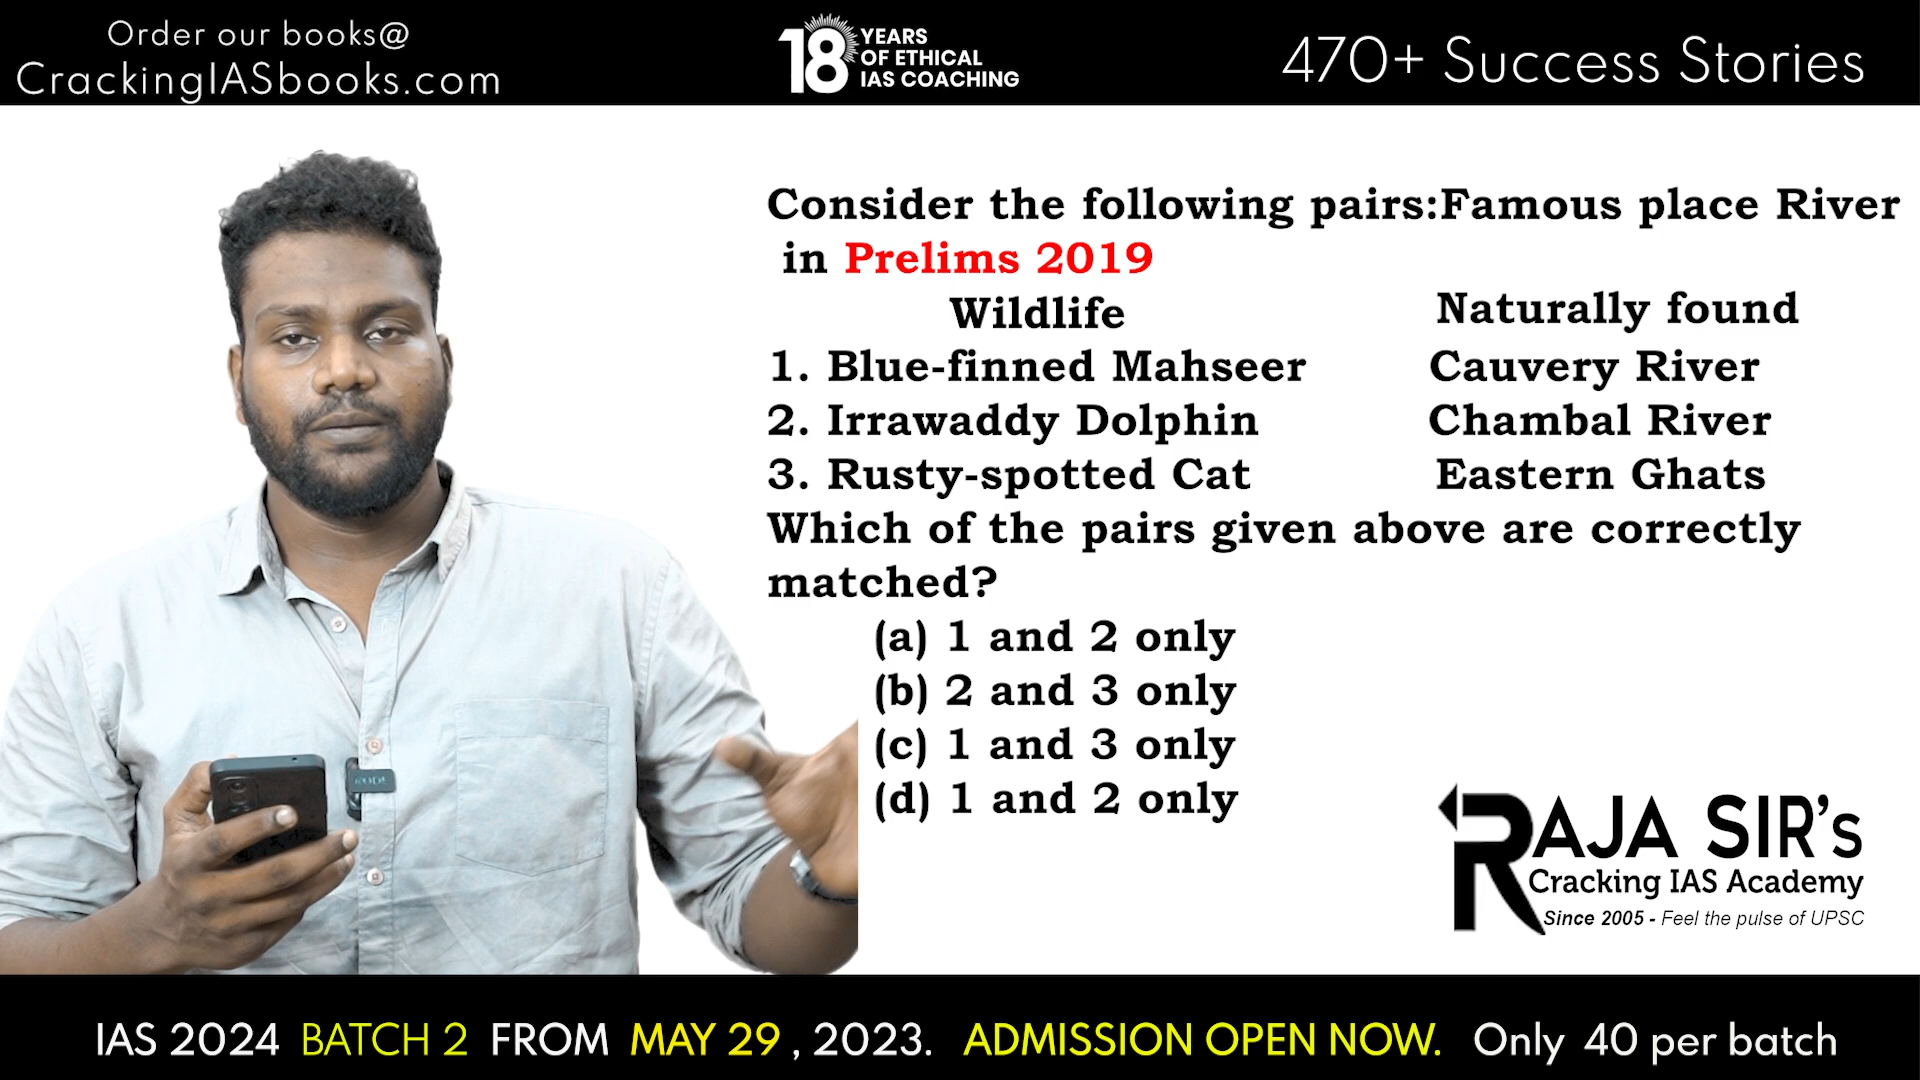 Order our books@
CrackingIASbooks.com
18 YEARS
OF ETHICAL
IAS COACHING
470+ Success Stories
Consider the following pairs:Famous place River
in Prelims 2019
Wildlife Naturally found
1. Blue-finned Mahseer Cauvery River
2. Irrawaddy Dolphin Chambal River
3. Rusty-spotted Cat Eastern Ghats
Which of the pairs given above are correctly
matched?
(a) 1 and 2 only
(b) 2 and 3 only
(c) 1 and 3 only
(d) 1 and 2 only
RAJA SIR's
Cracking IAS Academy
Since 2005 - Feel the pulse of UPSC
IAS 2024 BATCH 2 FROM MAY 29 , 2023. ADMISSION OPEN NOW. Only 40 per batch